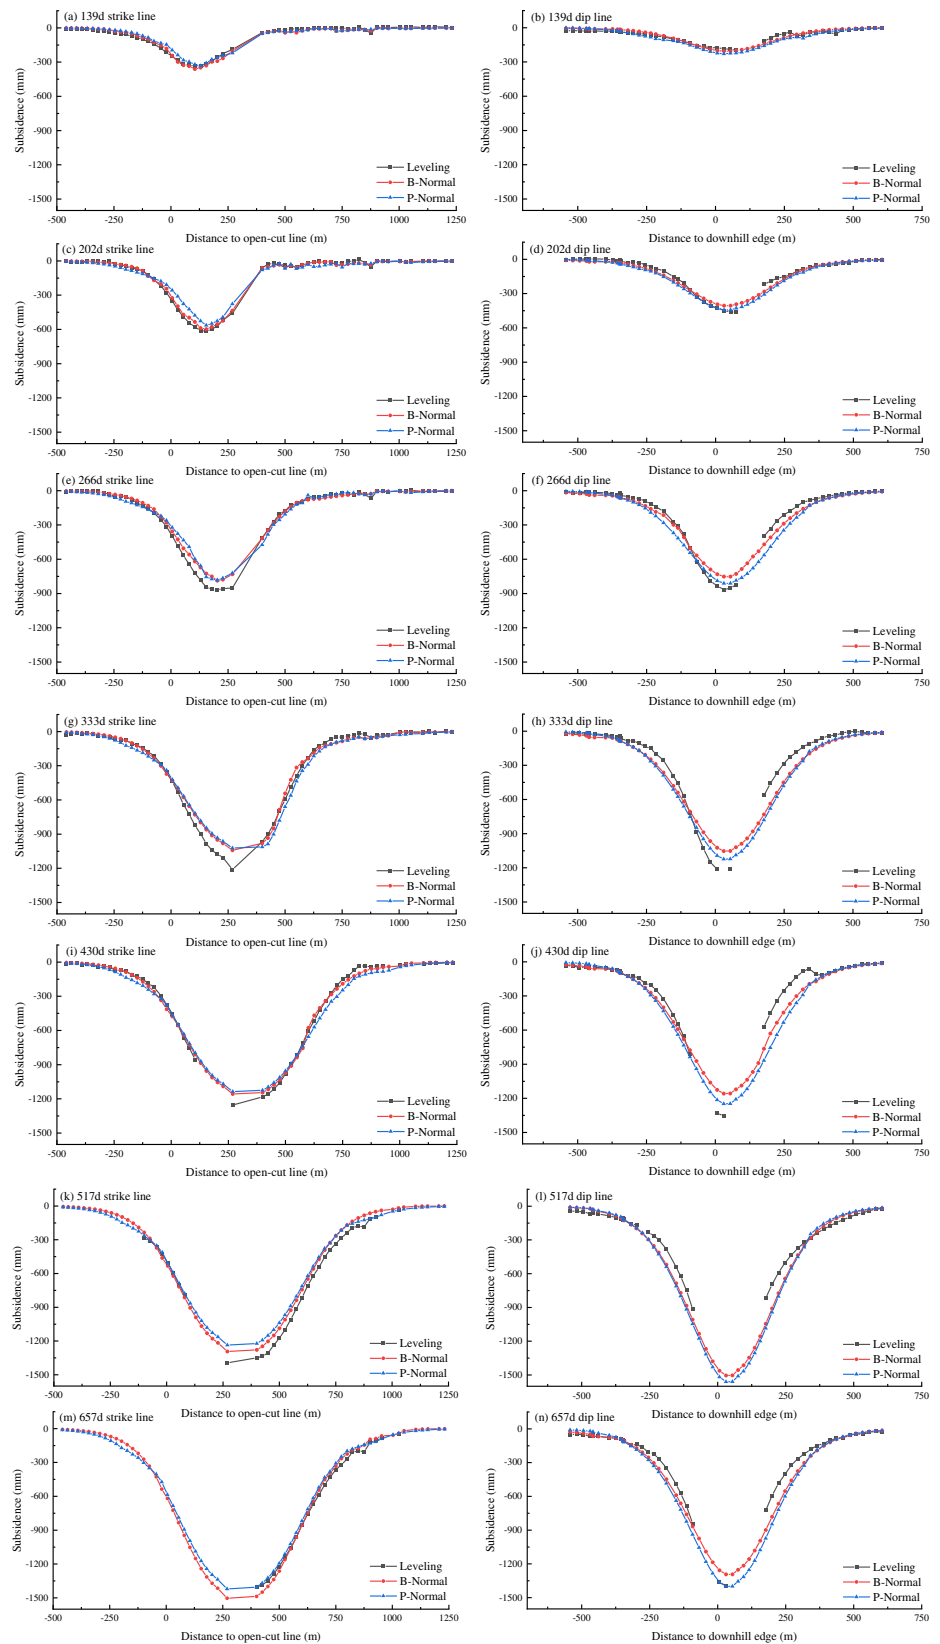 (a) 139d strike line
0
-300
-600
-900
-1200
-1500
Subsidence (mm)
Leveling
B-Normal
P-Normal
-500 -250 0 250 500 750 1000 1250
Distance to open-cut line (m)
(b) 139d dip line
0
-300
-600
-900
-1200
-1500
Subsidence (mm)
Leveling
B-Normal
P-Normal
-500 -250 0 250 500 750
Distance to downhill edge (m)
(c) 202d strike line
0
-300
-600
-900
-1200
-1500
Subsidence (mm)
Leveling
B-Normal
P-Normal
-500 -250 0 250 500 750 1000 1250
Distance to open-cut line (m)
(d) 202d dip line
0
-300
-600
-900
-1200
-1500
Subsidence (mm)
Leveling
B-Normal
P-Normal
-500 -250 0 250 500 750
Distance to downhill edge (m)
(e) 266d strike line
0
-300
-600
-900
-1200
-1500
Subsidence (mm)
Leveling
B-Normal
P-Normal
-500 -250 0 250 500 750 1000 1250
Distance to open-cut line (m)
(f) 266d dip line
0
-300
-600
-900
-1200
-1500
Subsidence (mm)
Leveling
B-Normal
P-Normal
-500 -250 0 250 500 750
Distance to downhill edge (m)
(g) 333d strike line
0
-300
-600
-900
-1200
-1500
Subsidence (mm)
Leveling
B-Normal
P-Normal
-500 -250 0 250 500 750 1000 1250
Distance to open-cut line (m)
(h) 333d dip line
0
-300
-600
-900
-1200
-1500
Subsidence (mm)
Leveling
B-Normal
P-Normal
-500 -250 0 250 500 750
Distance to downhill edge (m)
(i) 430d strike line
0
-300
-600
-900
-1200
-1500
Subsidence (mm)
Leveling
B-Normal
P-Normal
-500 -250 0 250 500 750 1000 1250
Distance to open-cut line (m)
(j) 430d dip line
0
-300
-600
-900
-1200
-1500
Subsidence (mm)
Leveling
B-Normal
P-Normal
-500 -250 0 250 500 750
Distance to downhill edge (m)
(k) 517d strike line
0
-300
-600
-900
-1200
-1500
Subsidence (mm)
Leveling
B-Normal
P-Normal
-500 -250 0 250 500 750 1000 1250
Distance to open-cut line (m)
(l) 517d dip line
0
-300
-600
-900
-1200
-1500
Subsidence (mm)
Leveling
B-Normal
P-Normal
-500 -250 0 250 500 750
Distance to downhill edge (m)
(m) 657d strike line
0
-300
-600
-900
-1200
-1500
Subsidence (mm)
Leveling
B-Normal
P-Normal
-500 -250 0 250 500 750 1000 1250
Distance to open-cut line (m)
(n) 657d dip line
0
-300
-600
-900
-1200
-1500
Subsidence (mm)
Leveling
B-Normal
P-Normal
-500 -250 0 250 500 750
Distance to downhill edge (m)